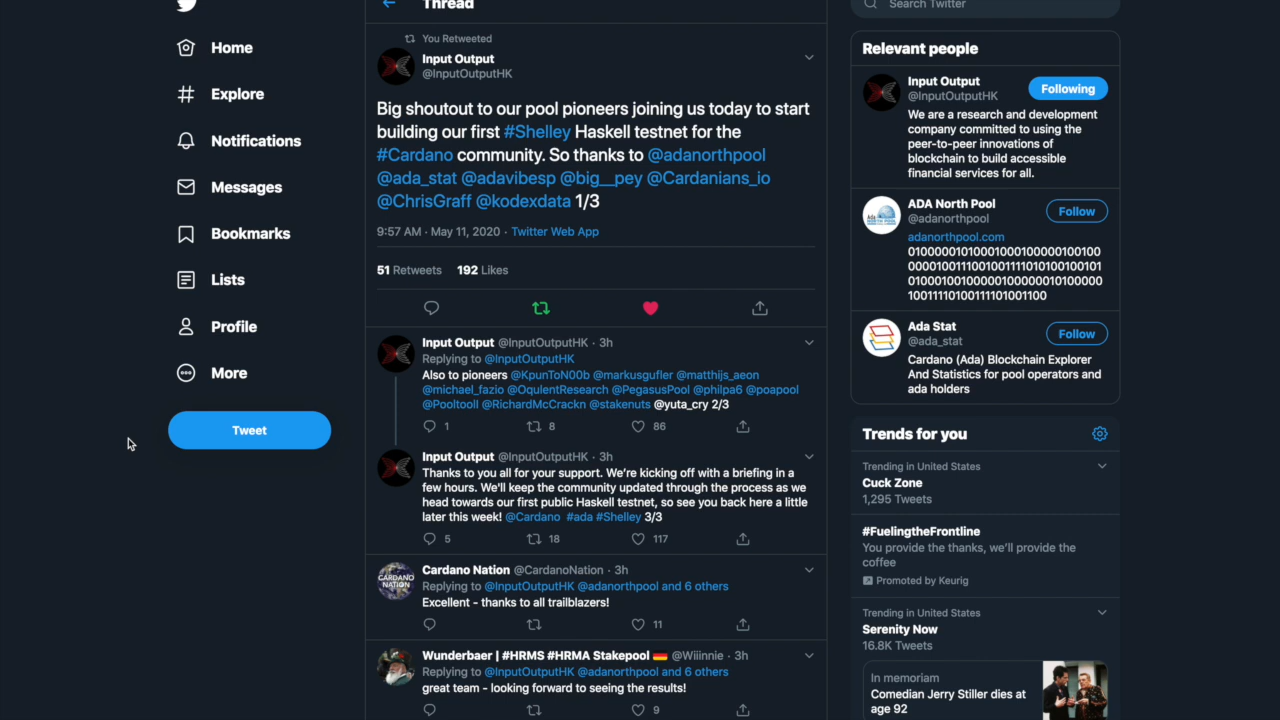 Home
Explore
Notifications
Messages
Bookmarks
Lists
Profile
More
Tweet
Thread
You Retweeted
Input Output
@InputOutputHK
Big shoutout to our pool pioneers joining us today to start
building our first #Shelley Haskell testnet for the
#Cardano community. So thanks to @adanorthpool
@ada_stat @adavibesp @big__pey @Cardanians_io
@ChrisGraff @kodexdata 1/3
9:57 AM · May 11, 2020 · Twitter Web App
51 Retweets 192 Likes
Input Output @InputOutputHK · 3h
Replying to @InputOutputHK
Also to pioneers @KpunToN00b @markusgufler @matthijs_aeon
@michael_fazio @OqulentResearch @PegasusPool @philpa6 @poapool
@Pooltooll @RichardMcCrackn @stakenuts @yuta_cry 2/3
1 8 86
Input Output @InputOutputHK · 3h
Thanks to you all for your support. We're kicking off with a briefing in a
few hours. We'll keep the community updated through the process as we
head towards our first public Haskell testnet, so see you back here a little
later this week! @Cardano #ada #Shelley 3/3
5 18 117
CARDANO
NATION
Cardano Nation @CardanoNation · 3h
Replying to @InputOutputHK @adanorthpool and 6 others
Excellent - thanks to all trailblazers!
11
Wunderbaer | #HRMS #HRMA Stakepool 🇩🇪 @Wiiinnie · 3h
Replying to @InputOutputHK @adanorthpool and 6 others
great team - looking forward to seeing the results!
9
Search Twitter
Relevant people
Input Output
@InputOutputHK
Following
We are a research and development
company committed to using the
peer-to-peer innovations of
blockchain to build accessible
financial services for all.
ADA North Pool
@adanorthpool
Follow
adanorthpool.com
0100000101000100010000010010
0000100111001001111010100100101
010001001000001000000010100000
10011110100111101001100
Ada Stat
@ada_stat
Follow
Cardano (Ada) Blockchain Explorer
And Statistics for pool operators and
ada holders
Trends for you
Trending in United States
Cuck Zone
1,295 Tweets
#FuelingtheFrontline
You provide the thanks, we'll provide the
coffee
Promoted by Keurig
Trending in United States
Serenity Now
16.8K Tweets
In memoriam
Comedian Jerry Stiller dies at
age 92